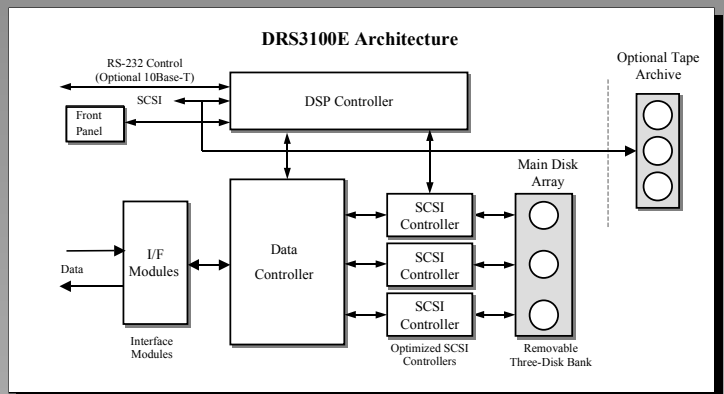 DRS3100E Architecture
RS-232 Control
(Optional 10Base-T)
SCSI
Front
Panel
DSP Controller
Optional Tape
Archive
Main Disk
Array
Data
I/F
Modules
Interface
Modules
Data
Controller
SCSI
Controller
SCSI
Controller
SCSI
Controller
Optimized SCSI
Controllers
Removable
Three-Disk Bank